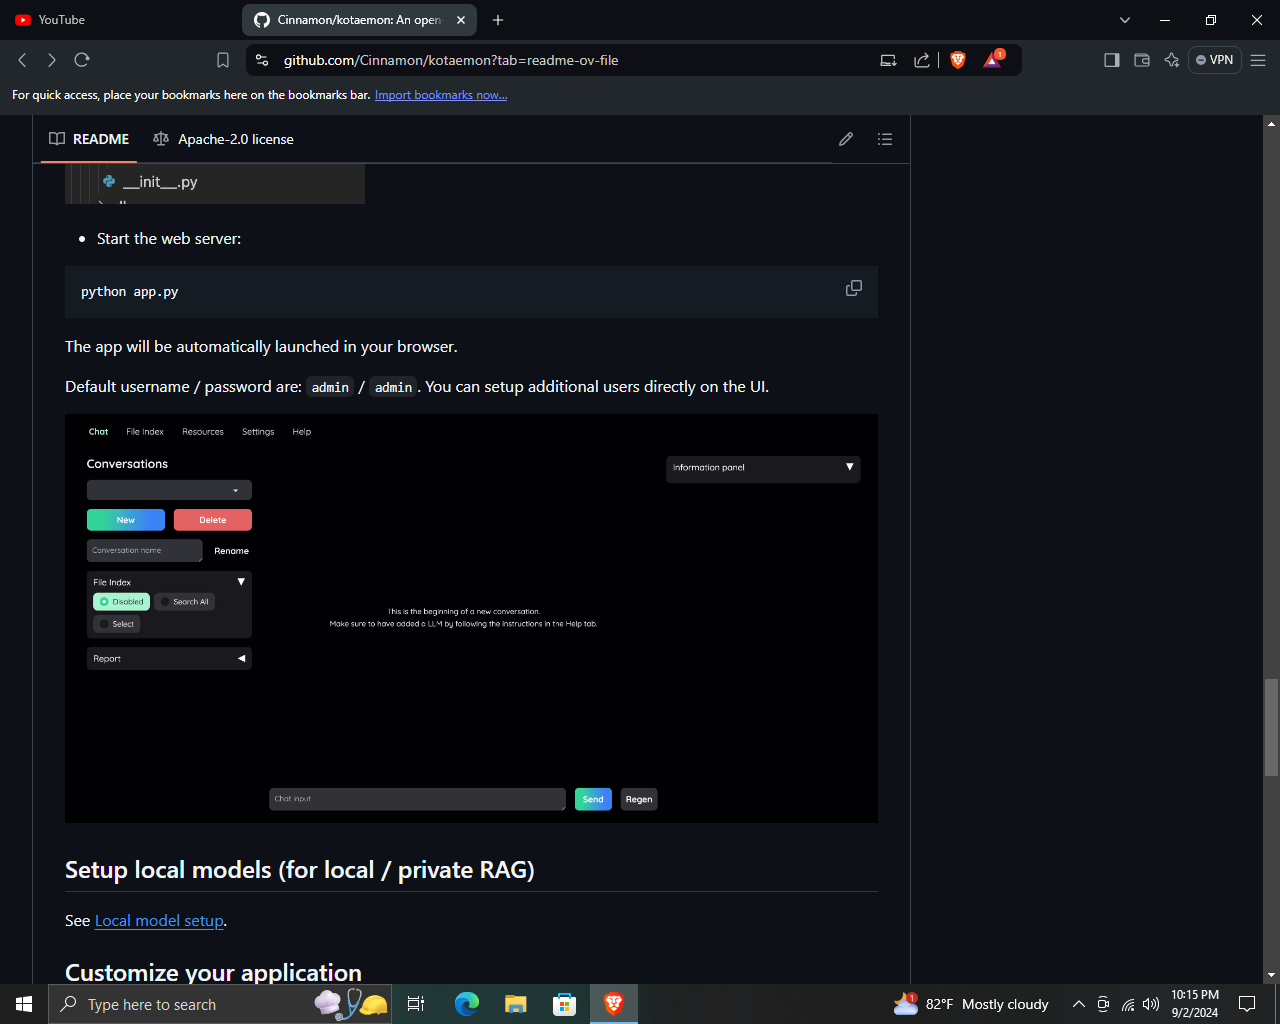 YouTube
Cinnamon/kotaemon: An open-
github.com/Cinnamon/kotaemon?tab=readme-ov-file
1
VPN
For quick access, place your bookmarks here on the bookmarks bar. Import bookmarks now...
README
Apache-2.0 license
__init__.py
Start the web server:
python app.py
The app will be automatically launched in your browser.
Default username / password are: admin / admin. You can setup additional users directly on the UI.
Chat File Index Resources Settings Help
Conversations
Information panel
New Delete
Conversation name Rename
File Index
Disabled Search All
Select
This is the beginning of a new conversation.
Make sure to have added a LLM by following the instructions in the Help tab.
Report
Chat input Send Regen
Setup local models (for local / private RAG)
See Local model setup.
Customize your application
Type here to search
1
82°F Mostly cloudy
10:15 PM
9/2/2024